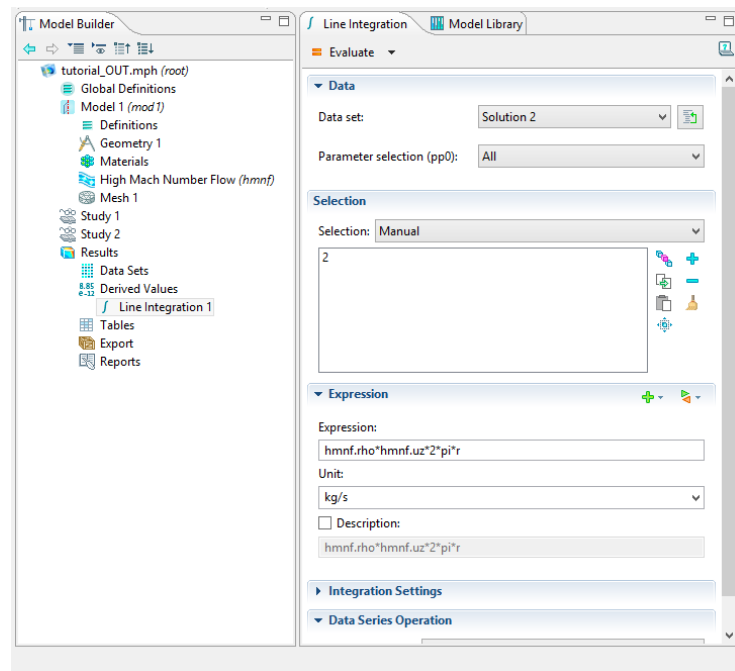 Model Builder
tutorial_OUT.mph (root)
Global Definitions
Model 1 (mod1)
Definitions
Geometry 1
Materials
High Mach Number Flow (hmnf)
Mesh 1
Study 1
Study 2
Results
Data Sets
8.85
e-12
Derived Values
Line Integration 1
Tables
Export
Reports
Line Integration
Model Library
Evaluate
Data
Data set: Solution 2
Parameter selection (pp0): All
Selection
Selection: Manual
2
Expression
Expression:
hmnf.rho*hmnf.uz*2*pi*r
Unit:
kg/s
Description:
hmnf.rho*hmnf.uz*2*pi*r
Integration Settings
Data Series Operation